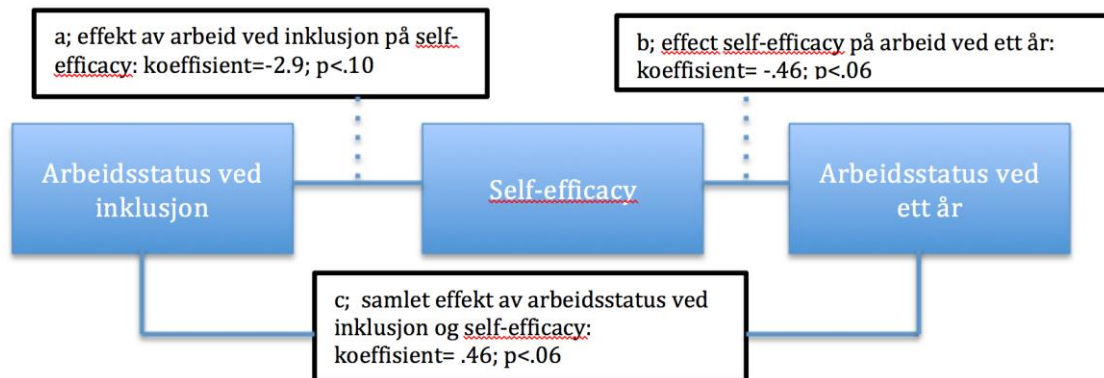 a; effekt av arbeid ved inklusjon på self-
efficacy: koeffisient=-2.9; p<.10
b; effect self-efficacy på arbeid ved ett år:
koeffisient= -.46; p<.06
Arbeidsstatus ved
inklusjon
Self-efficacy
Arbeidsstatus ved
ett år
c;  samlet effekt av arbeidsstatus ved
inklusjon og self-efficacy:
koeffisient= .46; p<.06